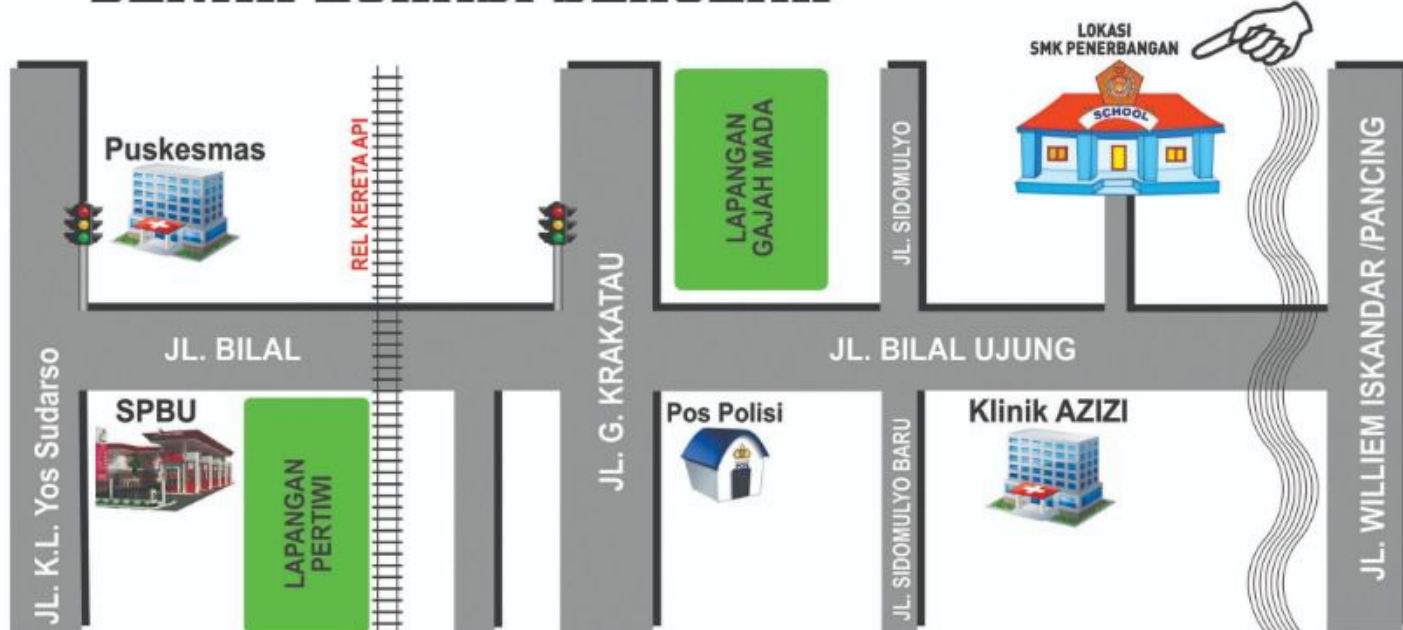 LOKASI
SMK PENERBANGAN
SCHOOL
Puskesmas
REL KERETA API
LAPANGAN
GAJAH MADA
JL. SIDOMULYO
JL. WILLIEM ISKANDAR /PANCING
JL. G. KRAKATAU
JL. BILAL
JL. BILAL UJUNG
JL. K.L. Yos Sudarso
SPBU
LAPANGAN
PERTIWI
Pos Polisi
POS
JL. SIDOMULYO BARU
Klinik AZIZI